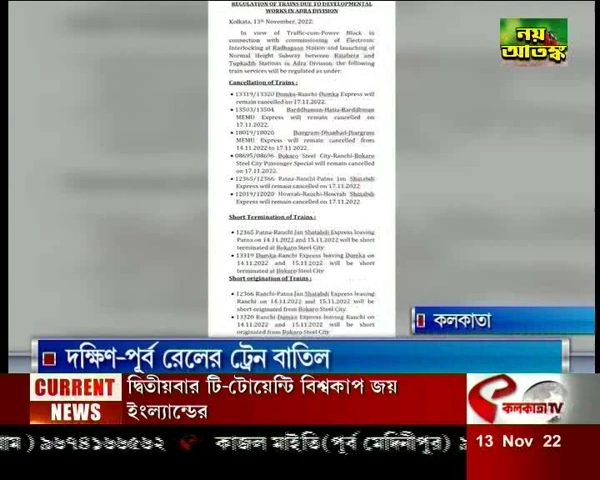 REGULATION OF TRAINS DUE TO DEVELOPMENTAL
WORKS IN ADRA DIVISION
Kolkata, 13th November, 2022.
In view of Traffic-cum-Power Block in
connection with commissioning of Electronic
Interlocking at Radhagaon Station and launching of
Normal Height Subway between Rajabera and
Tupkadih Stations in Adra Division, the following
train services will be regulated as under:
Cancellation of Trains :
• 13319/13320 Dumka-Ranchi-Dumka Express will
remain cancelled on 17.11.2022.
• 13503/13504 Barddhaman-Hatia-Barddhman
MEMU Express will remain cancelled on
17.11.2022.
• 18019/18020 Jhargram-Dhanbad-Jhargram
MEMU Express will remain cancelled from
14.11.2022 to 17.11.2022.
• 08695/08696 Bokaro Steel City-Ranchi-Bokaro
Steel City Passenger Special will remain cancelled
on 17.11.2022.
• 12365/12366 Patna-Ranchi-Patna Jan Shatabdi
Express will remain cancelled on 17.11.2022.
• 12019/12020 Howrah-Ranchi-Howrah Shatabdi
Express will remain cancelled on 17.11.2022.
Short Termination of Trains :
• 12365 Patna-Ranchi Jan Shatabdi Express leaving
Patna on 14.11.2022 and 15.11.2022 will be short
terminated at Bokaro Steel City
• 13319 Dumka-Ranchi Express leaving Dumka on
14.11.2022 and 15.11.2022 will be short
terminated at Bokaro Steel City
Short origination of Trains :
• 12366 Ranchi-Patna Jan Shatabdi Express leaving
Ranchi on 14.11.2022 and 15.11.2022 will be
short originated from Bokaro Steel City
• 13320 Ranchi-Dumka Express leaving Ranchi on
14.11.2022 and 15.11.2022 will be short
originated from Bokaro Steel City
নয়া
আতঙ্ক
কলকাতা
দক্ষিণ-পূর্ব রেলের ট্রেন বাতিল
CURRENT
NEWS
দ্বিতীয়বার টি-টোয়েন্টি বিশ্বকাপ জয়
ইংল্যান্ডের
কলকাতা TV
গ্রাম ) ৯৬৭৪১৬৬৫৬২ কাজল মাইতি(পূর্ব মেদিনীপুর) ৯
13 Nov 22